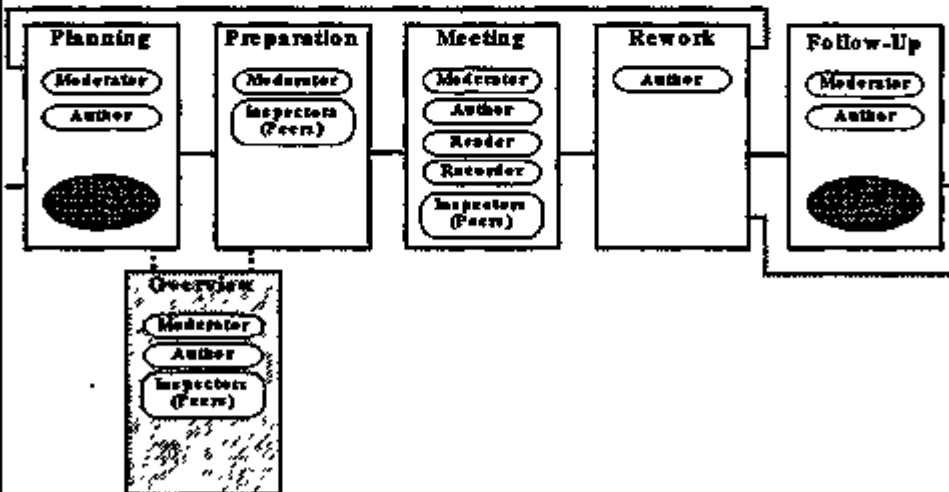 Planning
Moderator
Author
Preparation
Moderator
Inspectors
(Peers)
Meeting
Moderator
Author
Reader
Recorder
Inspectors
(Peers)
Rework
Author
Follow-Up
Moderator
Author
Overview
Moderator
Author
Inspectors
(Peers)